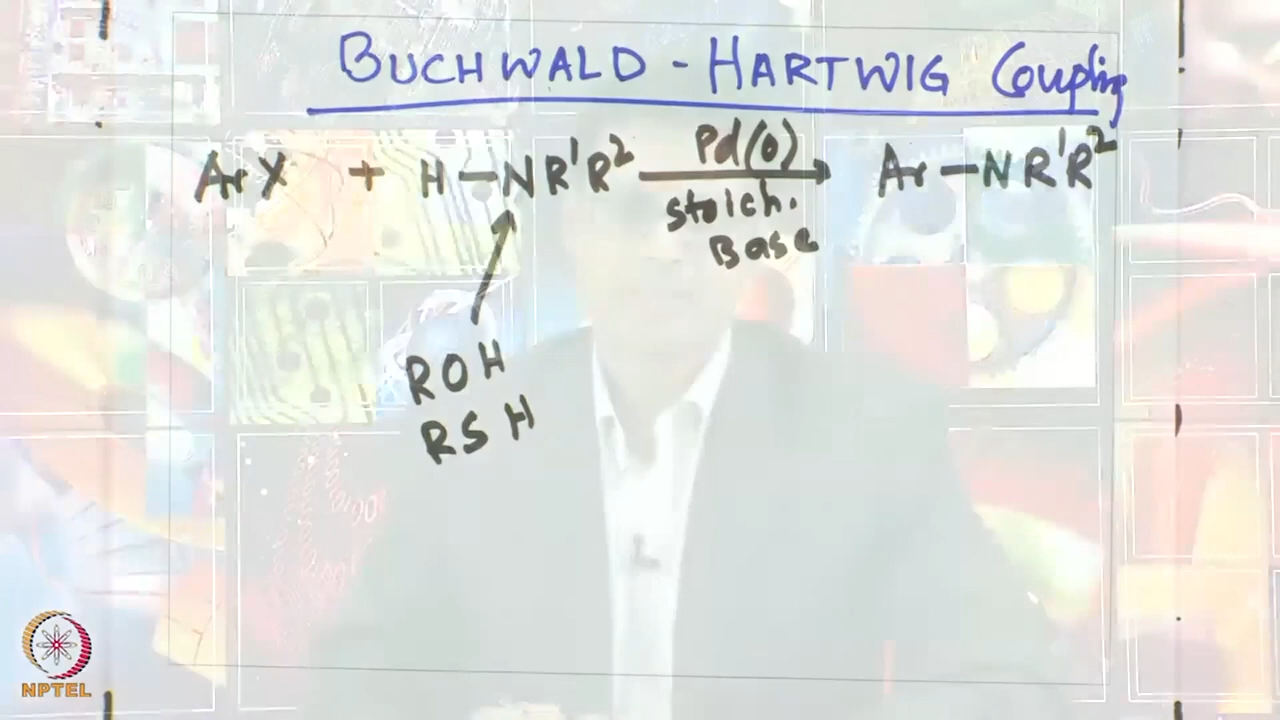 BUCHWALD - HARTWIG Coupling
ArX + H-NR'R² Pd(0) Ar-NR'R²
stoich.
Base
ROH
RSH
NPTEL